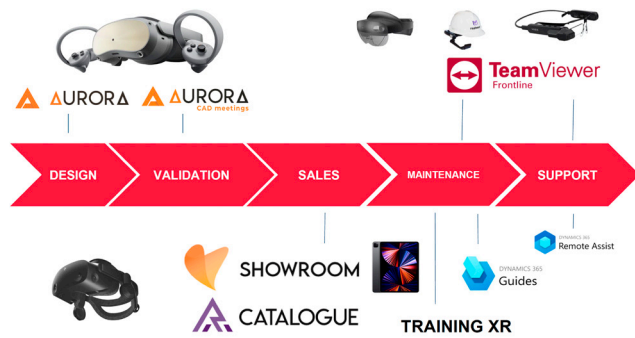 AURORA
AURORA
CAD meetings
TeamViewer
Frontline
DESIGN
VALIDATION
SALES
MAINTENANCE
SUPPORT
SHOWROOM
AR CATALOGUE
DYNAMICS 365
Guides
DYNAMICS 365
Remote Assist
TRAINING XR